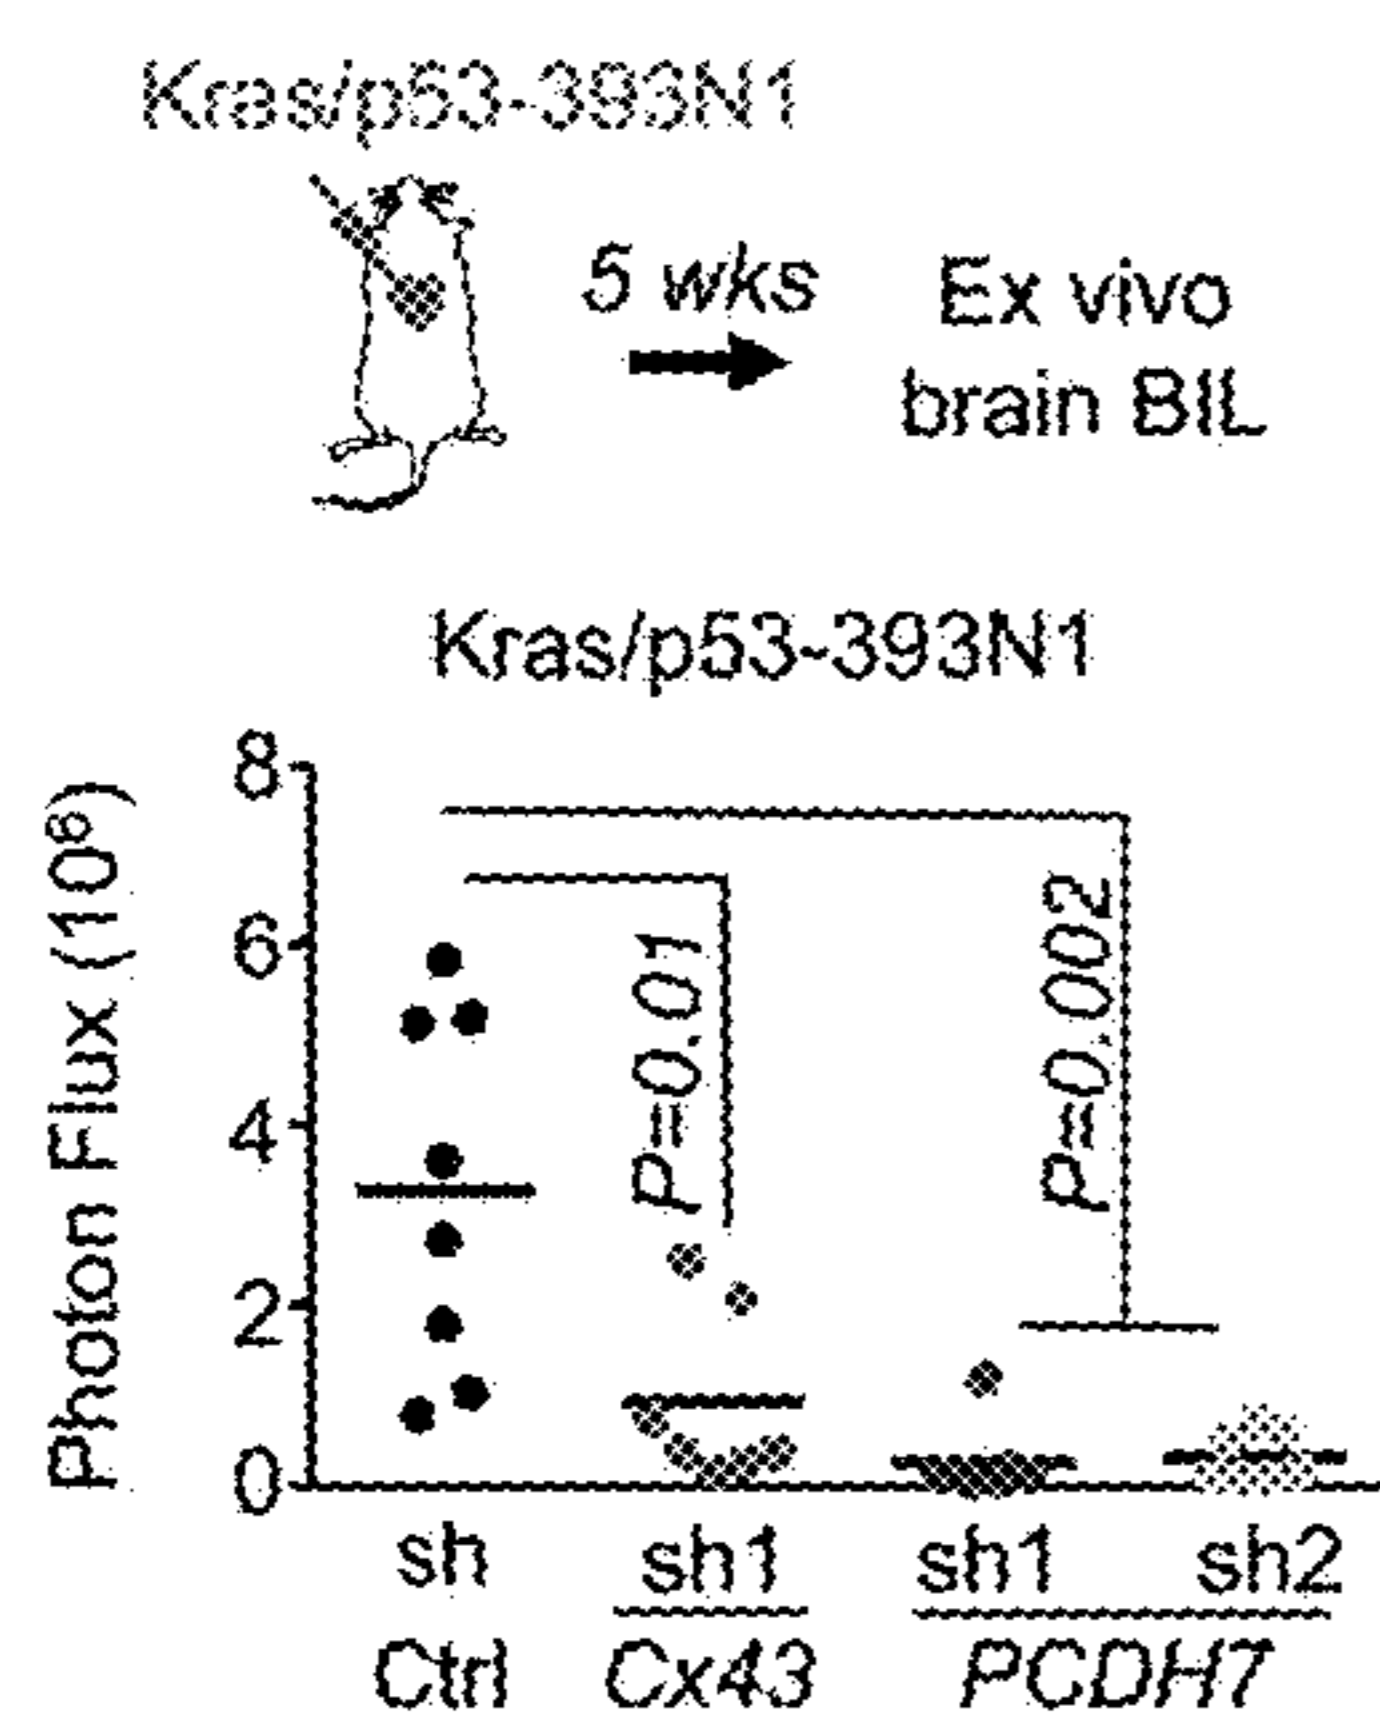 Kras/p53-393N1
5 wks
Ex vivo
brain BIL
Kras/p53-393N1
Photon Flux (10⁶)
8
6
4
2
0
P=0.01
P=0.002
sh
sh1
sh1
sh2
Ctrl
Cx43
PCDH7